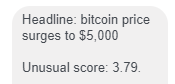 Headline: bitcoin price
surges to $5,000
Unusual score: 3.79.